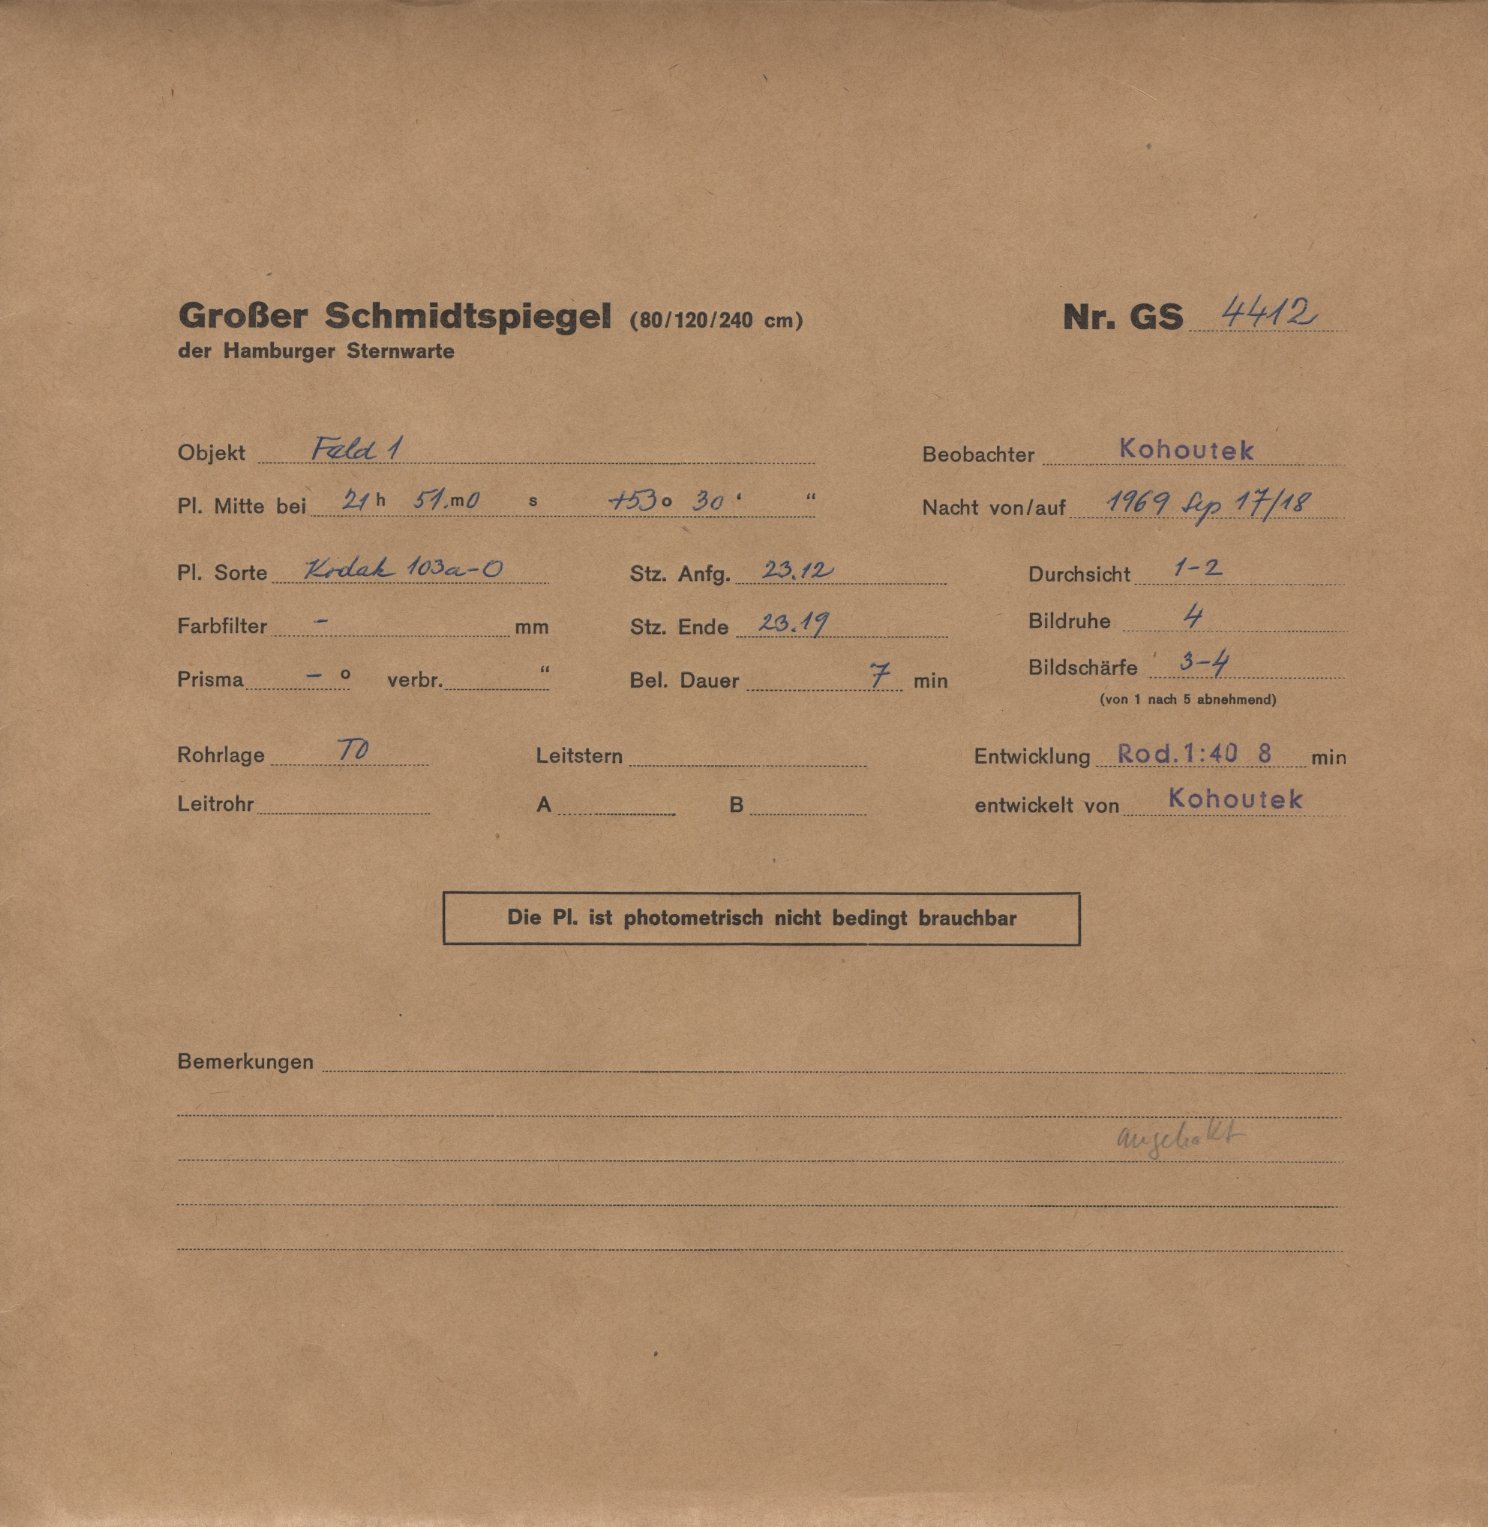 Großer Schmidtspiegel (80/120/240 cm) Nr. GS 4412
der Hamburger Sternwarte
Objekt Feld 1 Beobachter Kohoutek
Pl. Mitte bei 21 h 51. m 0 s +53 o 30 ‘ “ Nacht von/auf 1969 Sep 17/18
Pl. Sorte Kodak 103a-O Stz. Anfg. 23.12 Durchsicht 1-2
Farbfilter - mm Stz. Ende 23.19 Bildruhe 4
Prisma - o verbr. “ Bel. Dauer 7 min Bildschärfe 3-4
(von 1 nach 5 abnehmend)
Rohrlage TO Leitstern Entwicklung Rod. 1:40 8 min
Leitrohr A B entwickelt von Kohoutek
Die Pl. ist photometrisch nicht bedingt brauchbar
Bemerkungen
angehakt